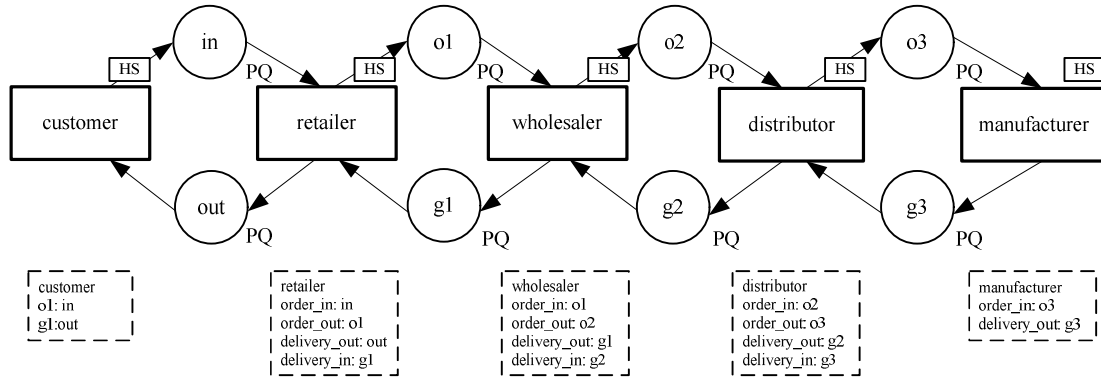 in
o1
o2
o3
HS
HS
HS
HS
HS
PQ
PQ
PQ
PQ
customer
retailer
wholesaler
distributor
manufacturer
out
g1
g2
g3
PQ
PQ
PQ
PQ
customer
o1: in
g1:out
retailer
order_in: in
order_out: o1
delivery_out: out
delivery_in: g1
wholesaler
order_in: o1
order_out: o2
delivery_out: g1
delivery_in: g2
distributor
order_in: o2
order_out: o3
delivery_out: g2
delivery_in: g3
manufacturer
order_in: o3
delivery_out: g3